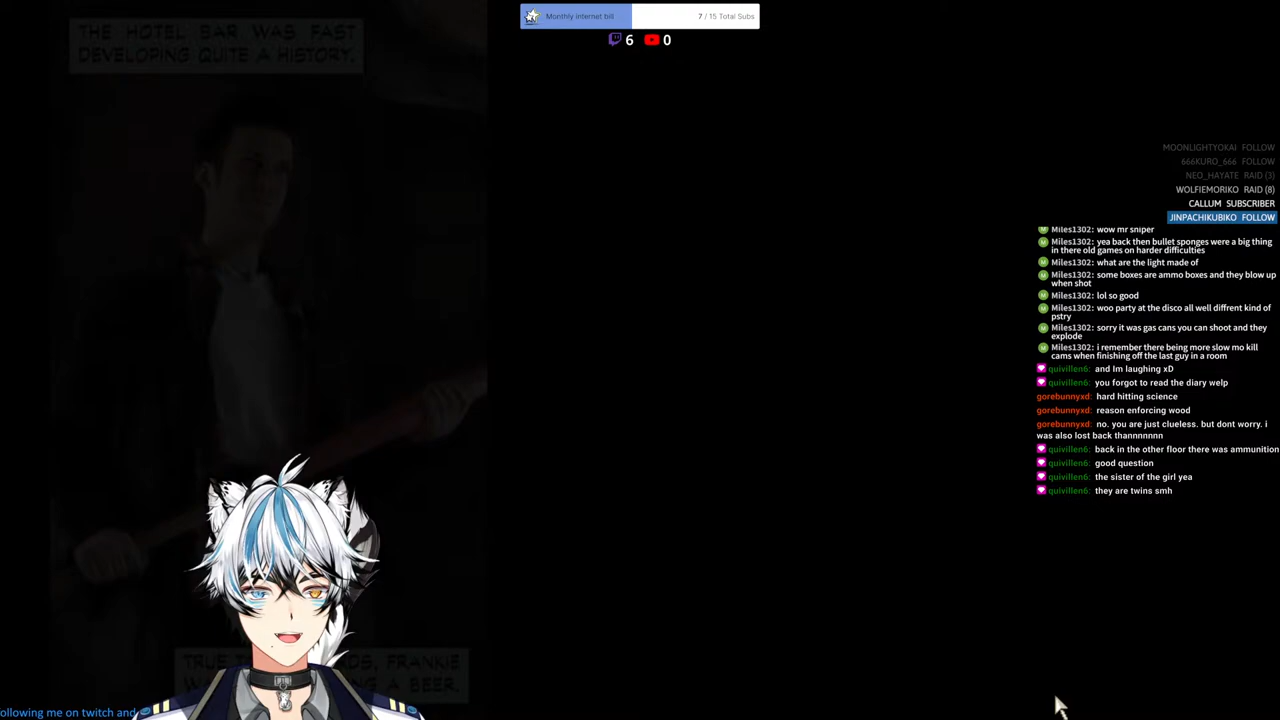 THE HOTEL BAR WAS FAST
DEVELOPING QUITE A HISTORY.
Monthly internet bill
7 / 15 Total Subs
6
0
MOONLIGHTYOKAI FOLLOW
666KURO_666 FOLLOW
NEO_HAYATE RAID (3)
WOLFIEMORIKO RAID (8)
CALLUM SUBSCRIBER
JINPACHIKUBIKO FOLLOW
Miles1302: wow mr sniper
Miles1302: yea back then bullet sponges were a big thing
in there old games on harder difficulties
Miles1302: what are the light made of
Miles1302: some boxes are ammo boxes and they blow up
when shot
Miles1302: lol so good
Miles1302: woo party at the disco all well diffrent kind of
pstry
Miles1302: sorry it was gas cans you can shoot and they
explode
Miles1302: i remember there being more slow mo kill
cams when finishing off the last guy in a room
quivillen6: and Im laughing xD
quivillen6: you forgot to read the diary welp
gorebunnyxd: hard hitting science
gorebunnyxd: reason enforcing wood
gorebunnyxd: no. you are just clueless. but dont worry. i
was also lost back thannnnnn
quivillen6: back in the other floor there was ammunition
quivillen6: good question
quivillen6: the sister of the girl yea
quivillen6: they are twins smh
FRANKIE
A BEER.
ollowing me on twitch and